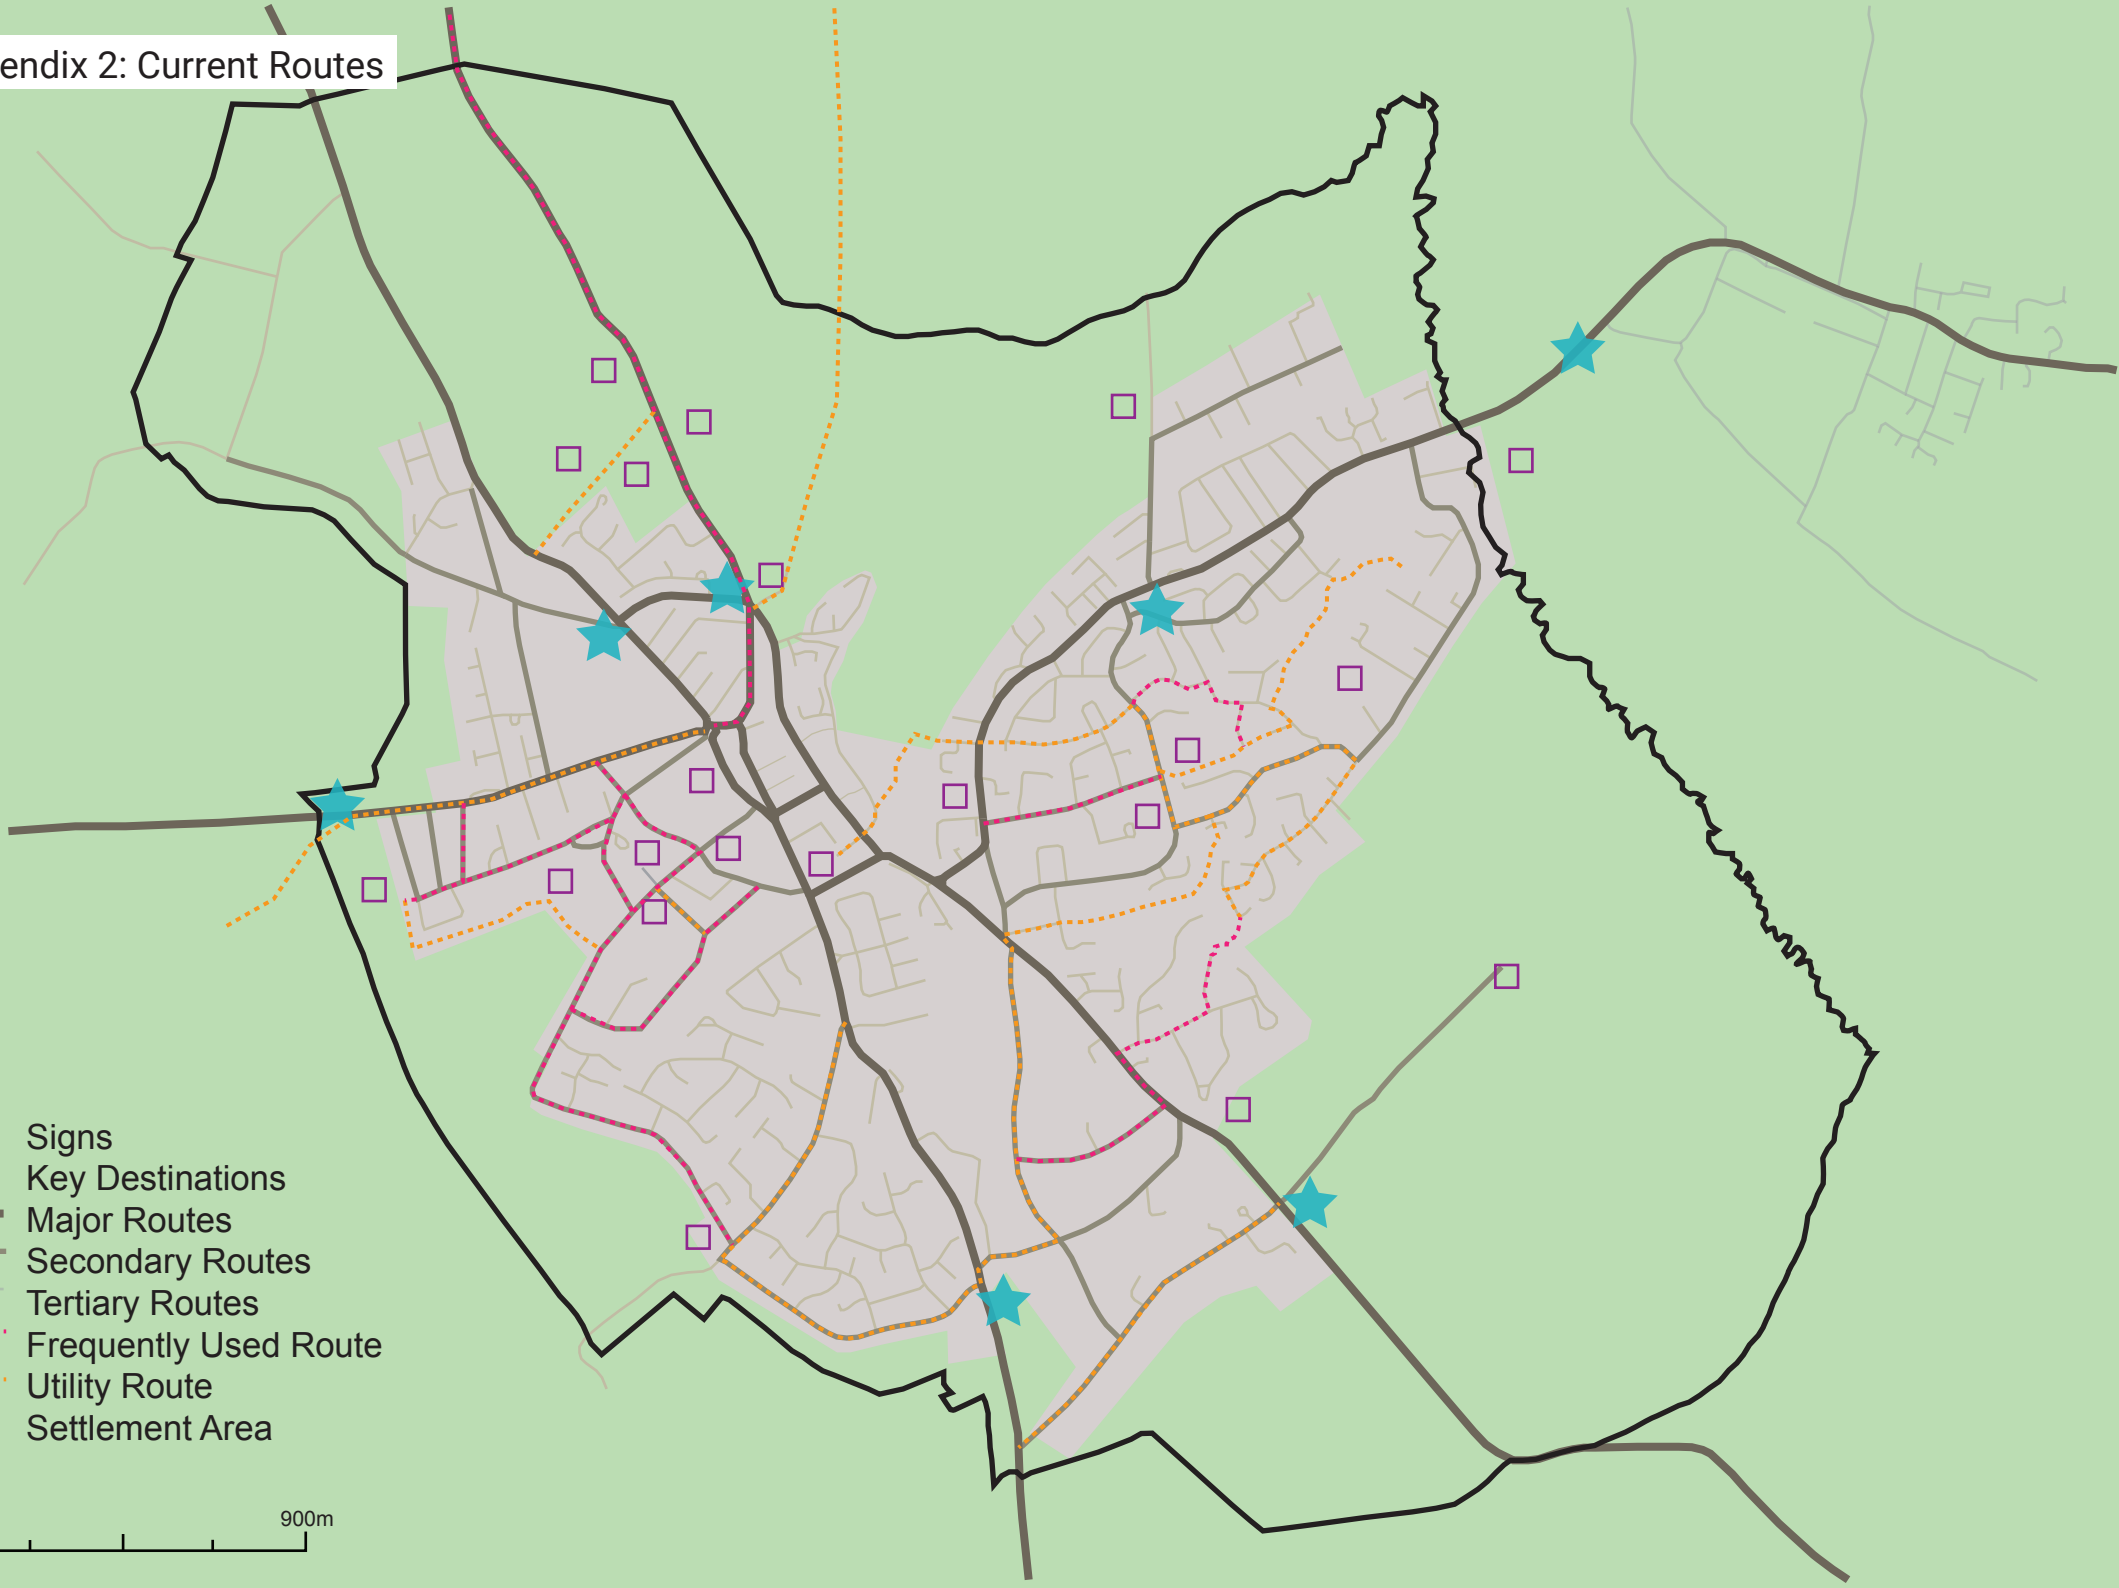 endix 2: Current Routes
Signs
Key Destinations
Major Routes
Secondary Routes
Tertiary Routes
Frequently Used Route
Utility Route
Settlement Area
900m